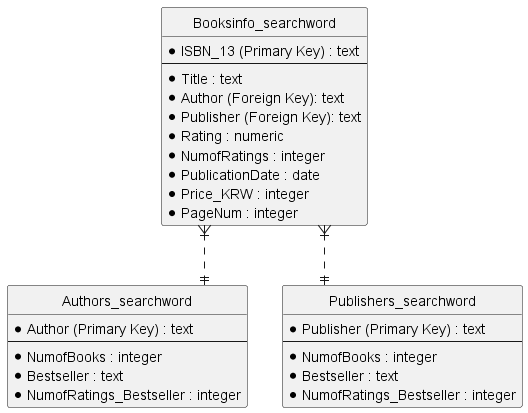 Booksinfo_searchword
ISBN_13 (Primary Key) : text
Title : text
Author (Foreign Key): text
Publisher (Foreign Key): text
Rating : numeric
NumofRatings : integer
PublicationDate : date
Price_KRW : integer
PageNum : integer
Authors_searchword
Author (Primary Key) : text
NumofBooks : integer
Bestseller : text
NumofRatings_Bestseller : integer
Publishers_searchword
Publisher (Primary Key) : text
NumofBooks : integer
Bestseller : text
NumofRatings_Bestseller : integer